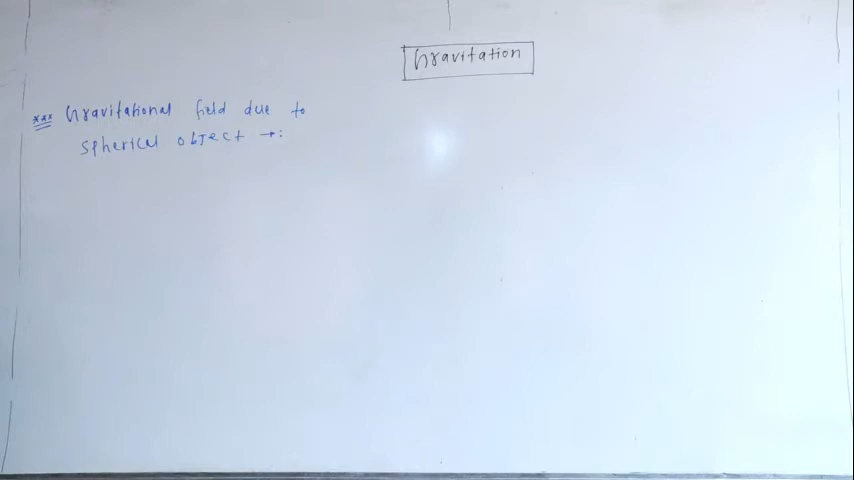 Gravitation
*** Gravitational field due to
spherical object →: